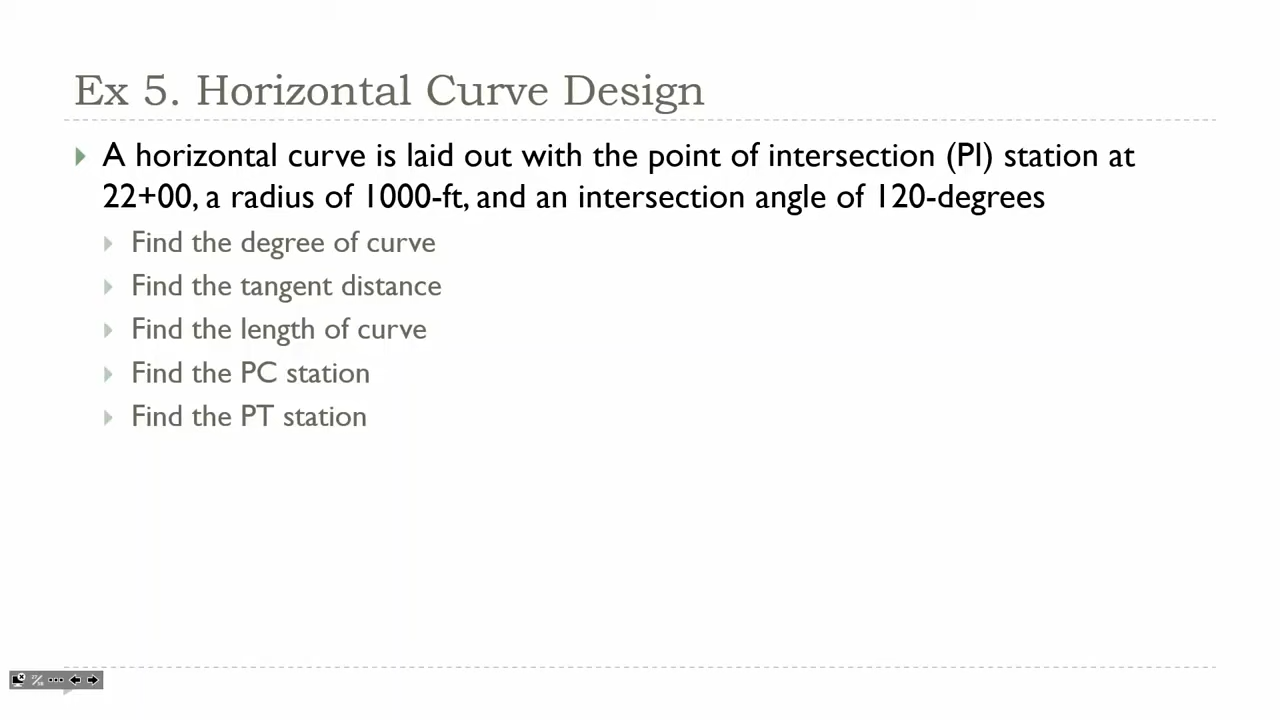 Ex 5. Horizontal Curve Design
A horizontal curve is laid out with the point of intersection (PI) station at
22+00, a radius of 1000-ft, and an intersection angle of 120-degrees
Find the degree of curve
Find the tangent distance
Find the length of curve
Find the PC station
Find the PT station